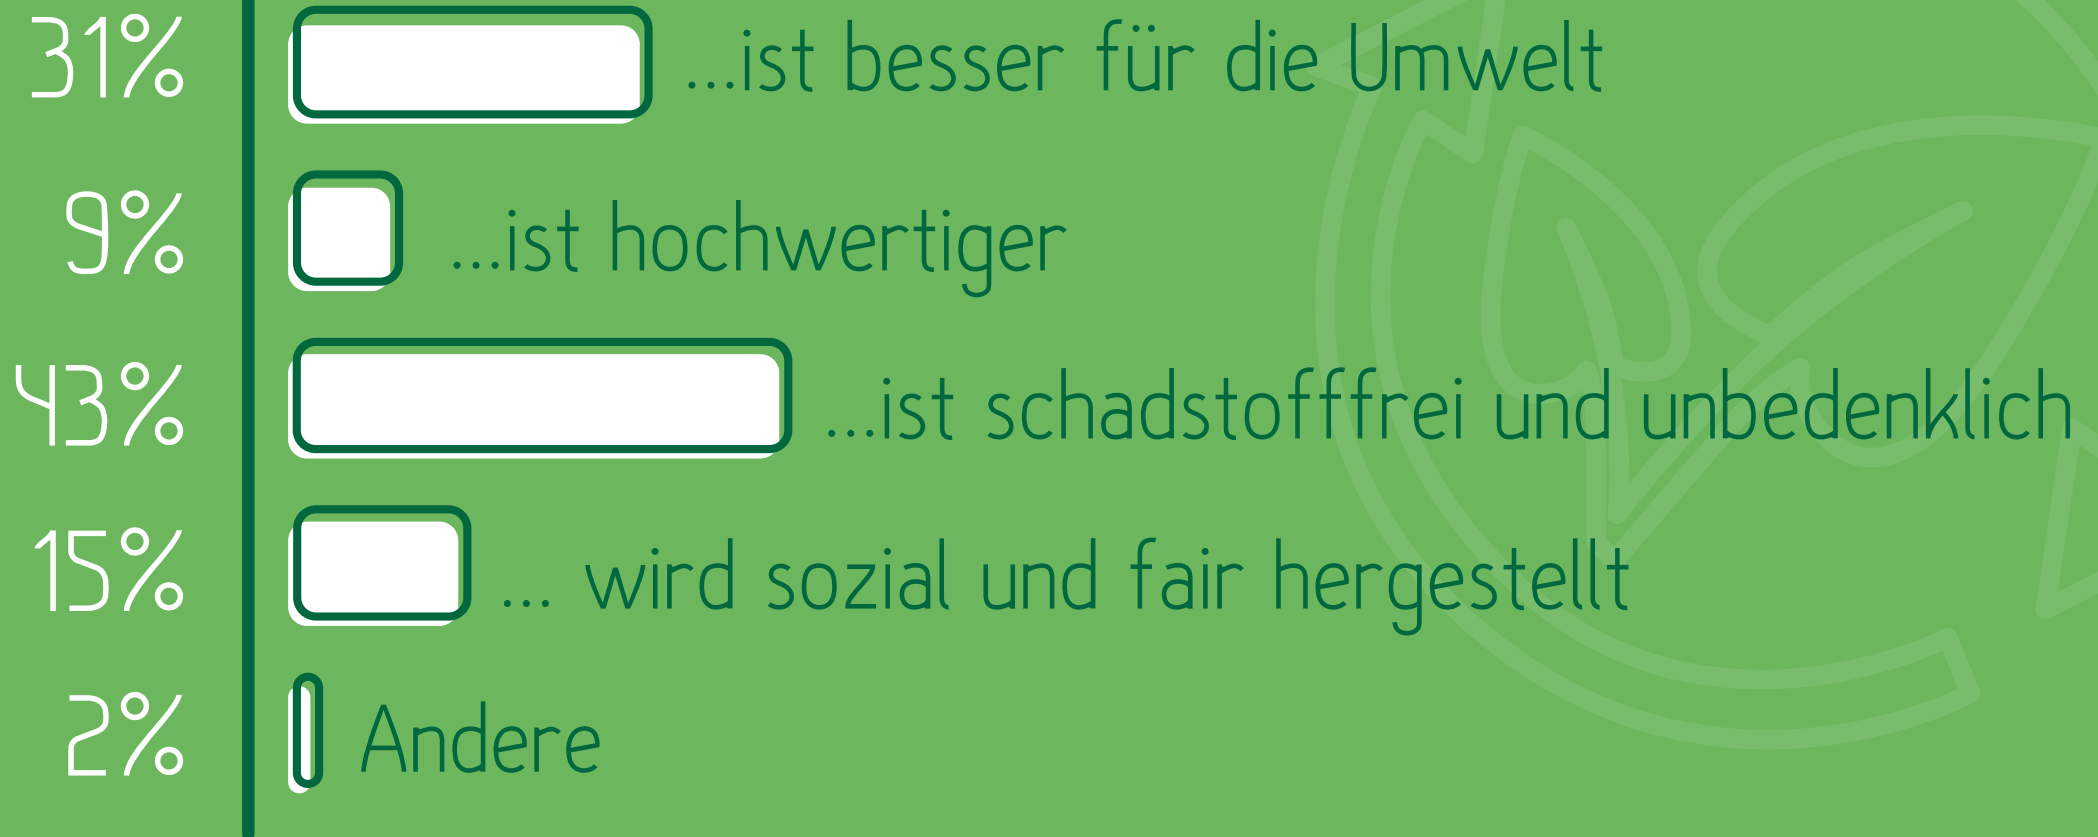 31% ...ist besser für die Umwelt
9% ...ist hochwertiger
43% ...ist schadstofffrei und unbedenklich
15% ... wird sozial und fair hergestellt
2% Andere